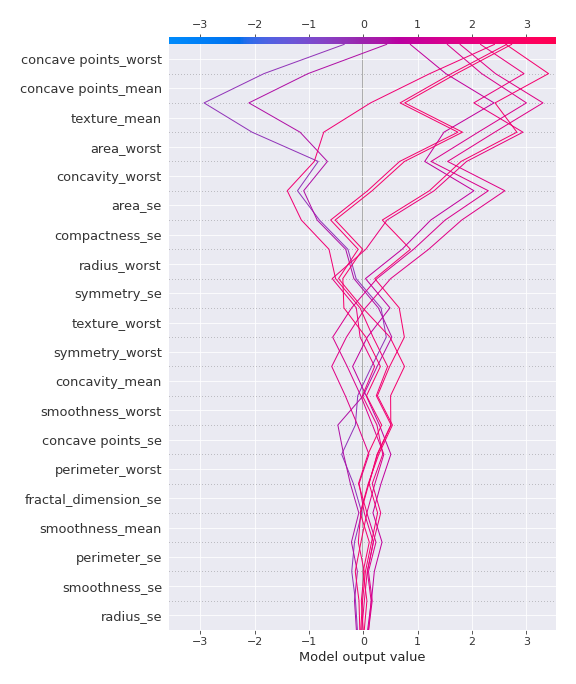 −3 −2 −1 0 1 2 3
concave points_worst
concave points_mean
texture_mean
area_worst
concavity_worst
area_se
compactness_se
radius_worst
symmetry_se
texture_worst
symmetry_worst
concavity_mean
smoothness_worst
concave points_se
perimeter_worst
fractal_dimension_se
smoothness_mean
perimeter_se
smoothness_se
radius_se
−3 −2 −1 0 1 2 3
Model output value